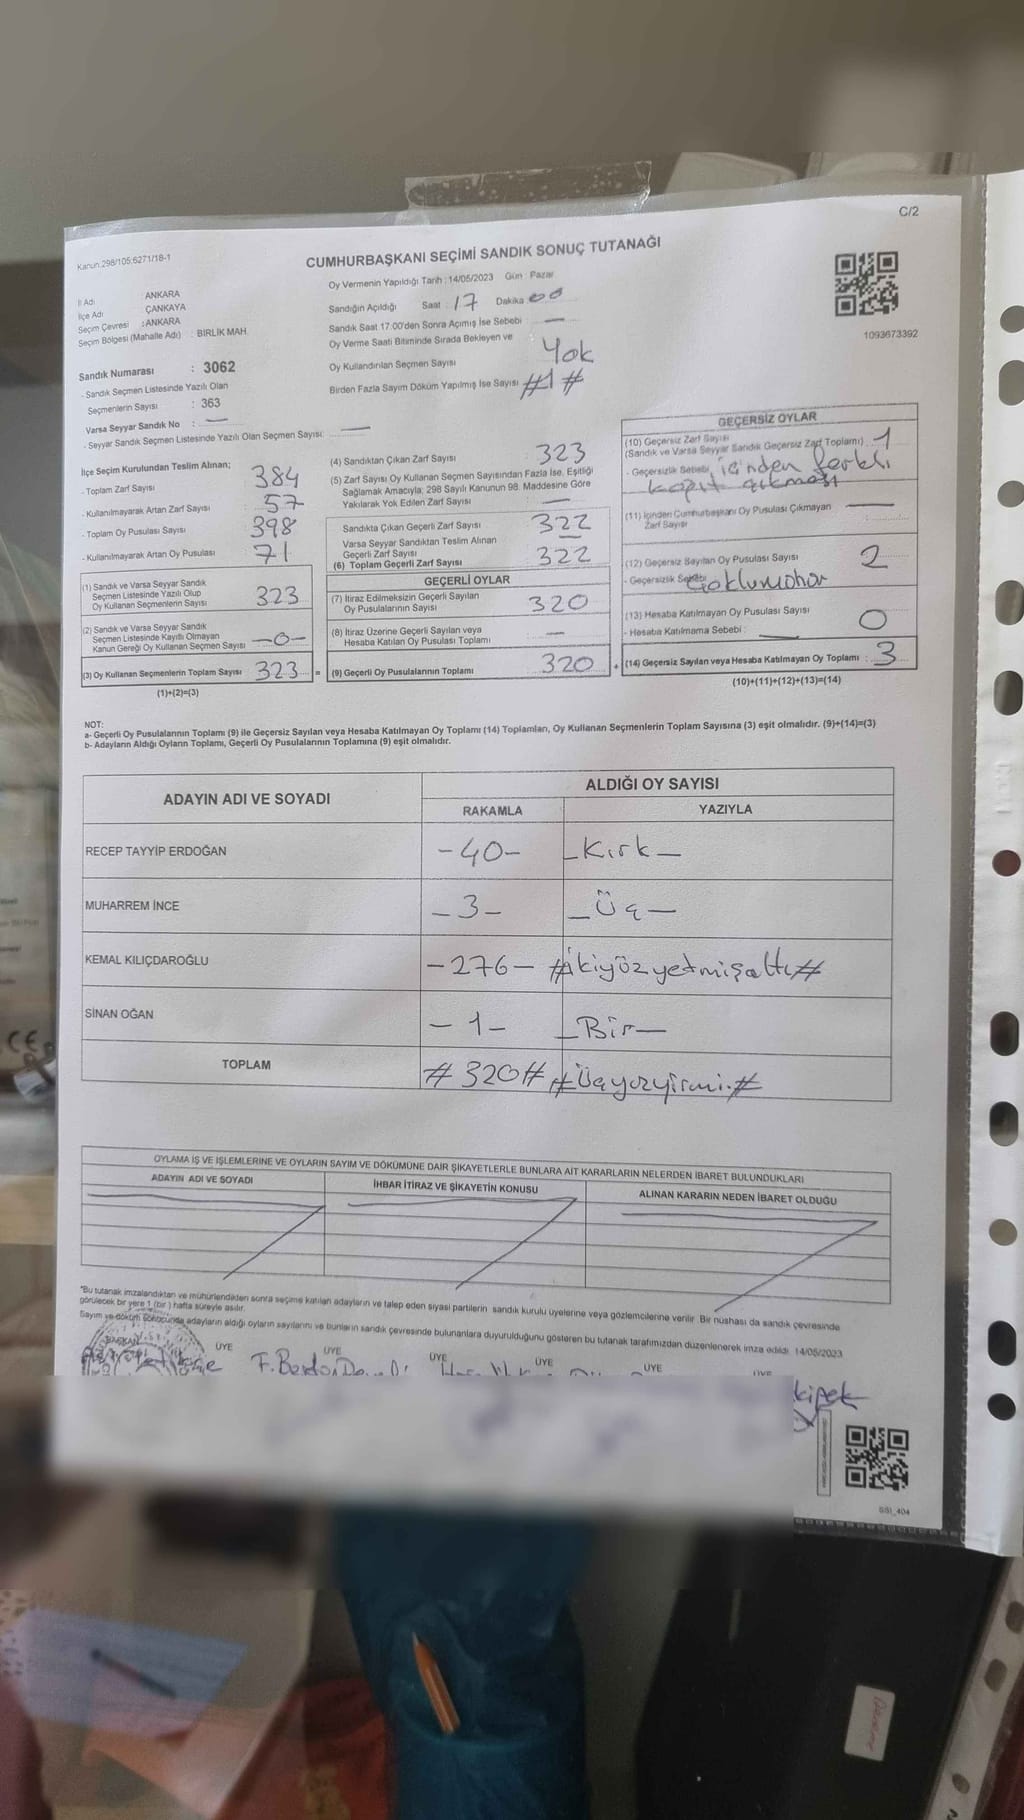 C/2
Kanun:298/105;6271/18-1
CUMHURBAŞKANI SEÇİMİ SANDIK SONUÇ TUTANAĞI
İl Adı ANKARA
İlçe Adı ÇANKAYA
Seçim Çevresi :ANKARA
Seçim Bölgesi (Mahalle Adı) : BİRLİK MAH.
Sandık Numarası : 3062
- Sandık Seçmen Listesinde Yazılı Olan
Seçmenlerin Sayısı : 363
Varsa Seyyar Sandık No : —
- Seyyar Sandık Seçmen Listesinde Yazılı Olan Seçmen Sayısı: —
Oy Vermenin Yapıldığı Tarih : 14/05/2023 Gün : Pazar
Sandığın Açıldığı Saat : 17 Dakika 00
Sandık Saat 17.00'den Sonra Açımış İse Sebebi : —
Oy Verme Saati Bitiminde Sırada Bekleyen ve
Oy Kullandırılan Seçmen Sayısı Yok
Birden Fazla Sayım Döküm Yapılmış İse Sayısı #1#
1093673392
İlçe Seçim Kurulundan Teslim Alınan;
- Toplam Zarf Sayısı 384
- Kullanılmayarak Artan Zarf Sayısı 57
- Toplam Oy Pusulası Sayısı 398
- Kullanılmayarak Artan Oy Pusulası 71
(1) Sandık ve Varsa Seyyar Sandık
Seçmen Listesinde Yazılı Olup
Oy Kullanan Seçmenlerin Sayısı 323
(2) Sandık ve Varsa Seyyar Sandık
Seçmen Listesinde Kayıtlı Olmayan
Kanun Gereği Oy Kullanan Seçmen Sayısı -0-
(3) Oy Kullanan Seçmenlerin Toplam Sayısı 323 =
(1)+(2)=(3)
(4) Sandıktan Çıkan Zarf Sayısı 323
(5) Zarf Sayısı Oy Kullanan Seçmen Sayısından Fazla İse, Eşitliği
Sağlamak Amacıyla; 298 Sayılı Kanunun 98. Maddesine Göre
Yakılarak Yok Edilen Zarf Sayısı —
Sandıkta Çıkan Geçerli Zarf Sayısı 322
Varsa Seyyar Sandıktan Teslim Alınan
Geçerli Zarf Sayısı —
(6) Toplam Geçerli Zarf Sayısı 322
GEÇERLİ OYLAR
(7) İtiraz Edilmeksizin Geçerli Sayılan
Oy Pusulalarının Sayısı 320
(8) İtiraz Üzerine Geçerli Sayılan veya
Hesaba Katılan Oy Pusulası Toplamı —
(9) Geçerli Oy Pusulalarının Toplamı 320 +
GEÇERSİZ OYLAR
(10) Geçersiz Zarf Sayısı
(Sandık ve Varsa Seyyar Sandık Geçersiz Zarf Toplamı) 1
- Geçersizlik Sebebi içinden farklı
kağıt çıkması
(11) İçinden Cumhurbaşkanı Oy Pusulası Çıkmayan
Zarf Sayısı —
(12) Geçersiz Sayılan Oy Pusulası Sayısı 2
- Geçersizlik Sebebi
(13) Hesaba Katılmayan Oy Pusulası Sayısı 0
- Hesaba Katılmama Sebebi : —
(14) Geçersiz Sayılan veya Hesaba Katılmayan Oy Toplamı : 3
(10)+(11)+(12)+(13)=(14)
NOT:
a- Geçerli Oy Pusulalarının Toplamı (9) ile Geçersiz Sayılan veya Hesaba Katılmayan Oy Toplamı (14) Toplamları, Oy Kullanan Seçmenlerin Toplam Sayısına (3) eşit olmalıdır. (9)+(14)=(3)
b- Adayların Aldığı Oyların Toplamı, Geçerli Oy Pusulalarının Toplamına (9) eşit olmalıdır.
ADAYIN ADI VE SOYADI ALDIĞI OY SAYISI
RAKAMLA YAZIYLA
RECEP TAYYİP ERDOĞAN -40- -Kırk-
MUHARREM İNCE -3- -Üç-
KEMAL KILIÇDAROĞLU -276- #ikiyüzyetmişaltı#
SİNAN OĞAN -1- -Bir-
TOPLAM #320# #Üçyüzyirmi.#
OYLAMA İŞ VE İŞLEMLERİNE VE OYLARIN SAYIM VE DÖKÜMÜNE DAİR ŞİKAYETLERLE BUNLARA AİT KARARLARIN NELERDEN İBARET BULUNDUKLARI
ADAYIN ADI VE SOYADI İHBAR İTİRAZ VE ŞİKAYETİN KONUSU ALINAN KARARIN NEDEN İBARET OLDUĞU
*Bu tutanak imzalandıktan ve mühürlendikten sonra seçime katılan adayların ve talep eden siyasi partilerin sandık kurulu üyelerine veya gözlemcilerine verilir. Bir nüshası da sandık çevresinde
görülecek bir yere 1 (bir ) hafta süreyle asılır.
Sayım ve döküm sonucunda adayların aldığı oyların sayılarını ve bunların sandık çevresinde bulunanlara duyurulduğunu gösteren bu tutanak tarafımızdan düzenlenerek imza edildi. 14/05/2023
BAŞKAN ÜYE ÜYE ÜYE ÜYE ÜYE ÜYE
SSI_404
CE